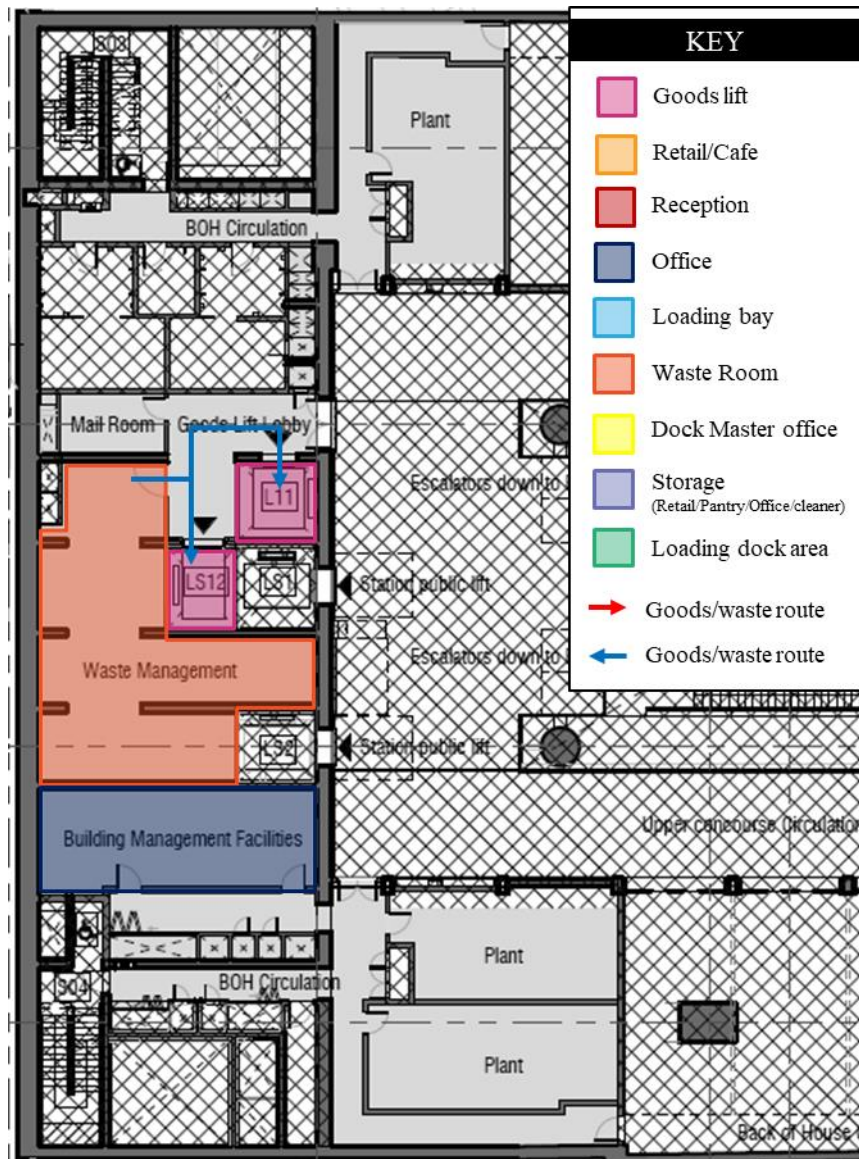 S03
Plant
BOH Circulation
Mail Room
Goods Lift Lobby
L11
Escalators down to
LS12
LS1
Station public lift
Waste Management
Escalators down to
LS2
Station public lift
Building Management Facilities
Upper concourse Circulation
Plant
S04
BOH Circulation
Plant
Back of House
KEY
Goods lift
Retail/Cafe
Reception
Office
Loading bay
Waste Room
Dock Master office
Storage
(Retail/Pantry/Office/cleaner)
Loading dock area
Goods/waste route
Goods/waste route